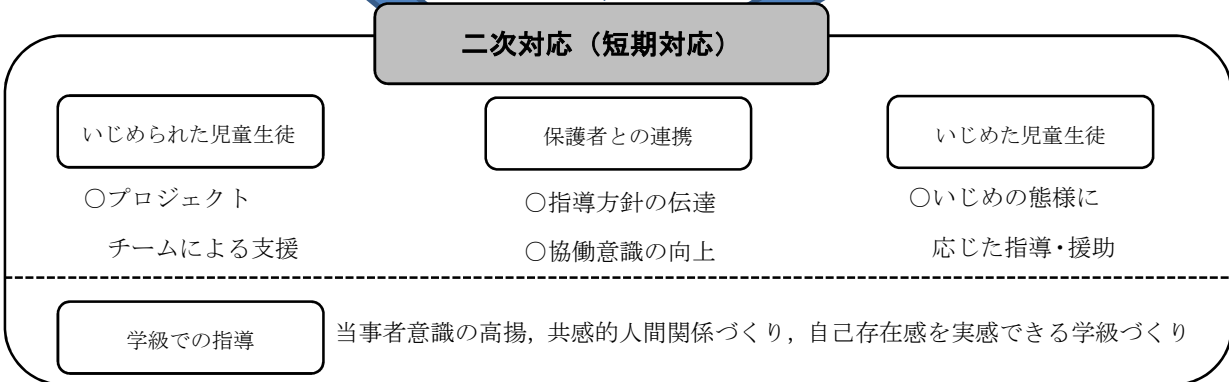 二次対応（短期対応）
いじめられた児童生徒
○プロジェクト
チームによる支援
保護者との連携
○指導方針の伝達
○協働意識の向上
いじめた児童生徒
○いじめの態様に
応じた指導・援助
学級での指導
当事者意識の高揚，共感的人間関係づくり，自己存在感を実感できる学級づくり